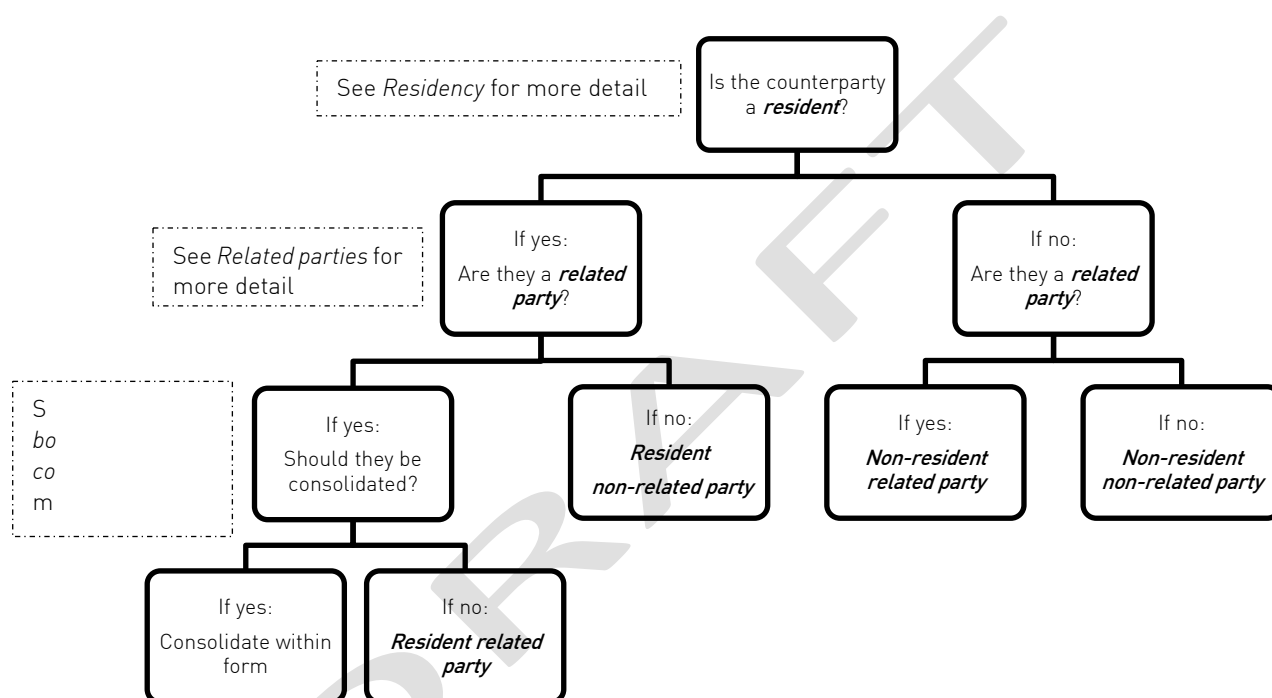 See Residency for more detail
Is the counterparty
a resident?
See Related parties for
more detail
If yes:
Are they a related
party?
If no:
Are they a related
party?
S
bo
co
m
If yes:
Should they be
consolidated?
If no:
Resident
non-related party
If yes:
Non-resident
related party
If no:
Non-resident
non-related party
If yes:
Consolidate within
form
If no:
Resident related
party
DRAFT